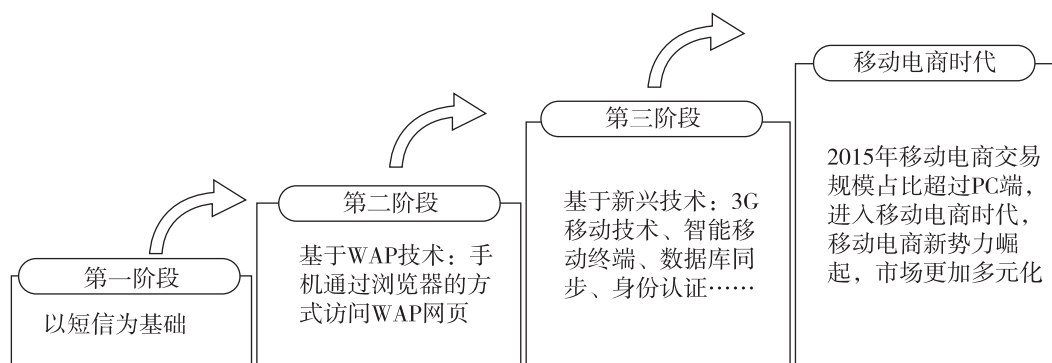 第一阶段
以短信为基础
第二阶段
基于WAP技术：手
机通过浏览器的方
式访问WAP网页
第三阶段
基于新兴技术：3G
移动技术、智能移
动终端、数据库同
步、身份认证……
移动电商时代
2015年移动电商交易
规模占比超过PC端，
进入移动电商时代，
移动电商新势力崛
起，市场更加多元化